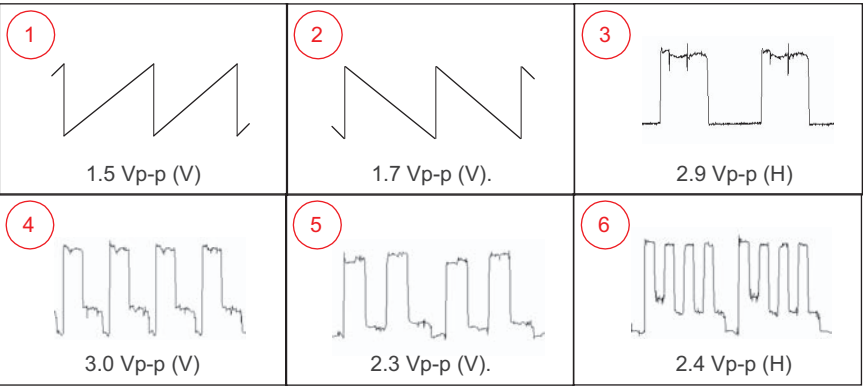 1
2
3
1.5 Vp-p (V)
1.7 Vp-p (V).
2.9 Vp-p (H)
4
5
6
3.0 Vp-p (V)
2.3 Vp-p (V).
2.4 Vp-p (H)